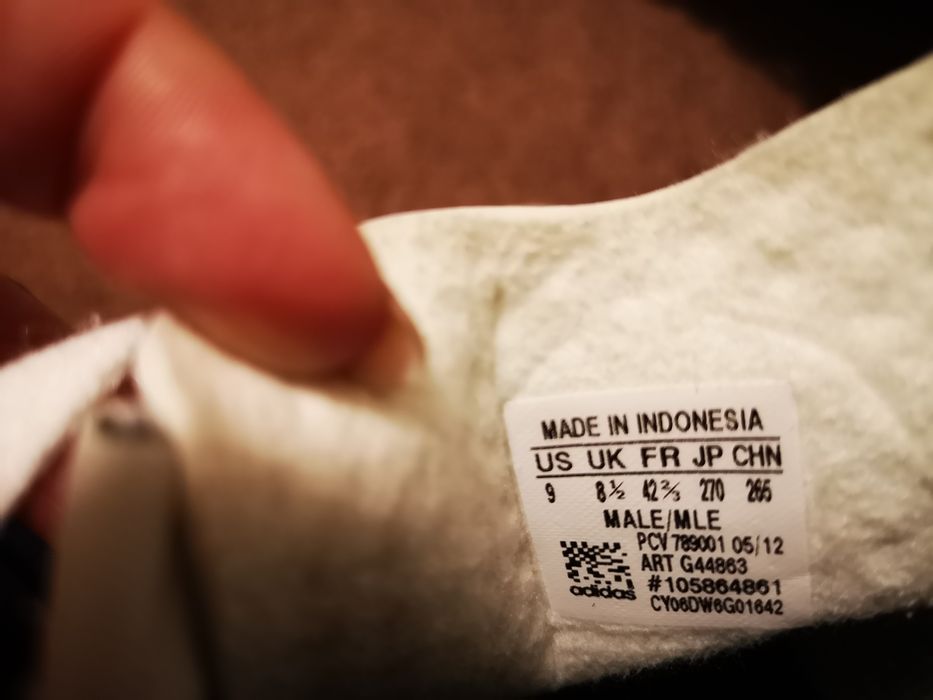 MADE IN INDONESIA
US UK FR JP CHN
9 8½ 42⅔ 270 265
MALE/MLE
PCV 789001 05/12
ART G44863
#105864861
adidas
CY06DW6G01642